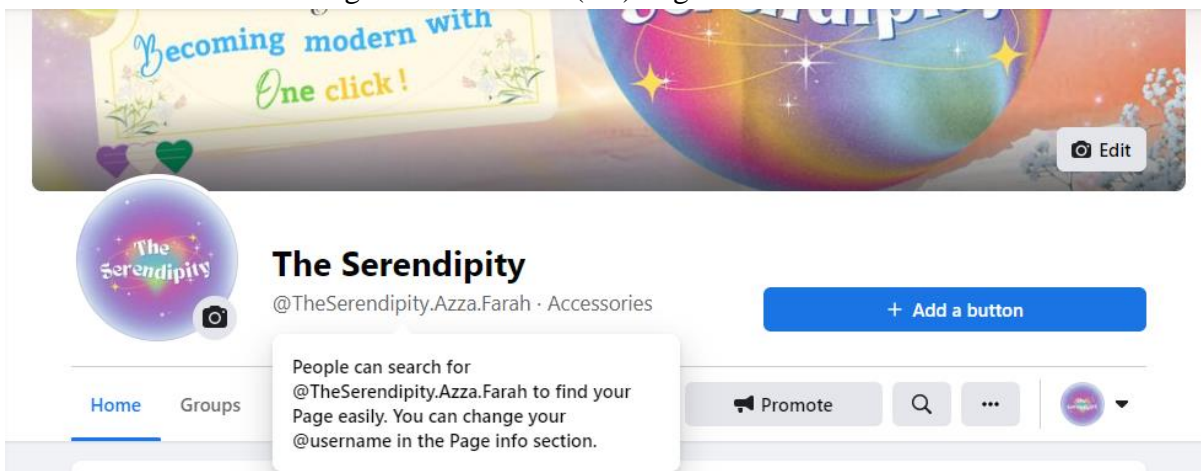 Becoming modern with
One click!
Serendipity
Edit
The
Serendipity
The Serendipity
@TheSerendipity.Azza.Farah · Accessories
+ Add a button
People can search for
@TheSerendipity.Azza.Farah to find your
Page easily. You can change your
@username in the Page info section.
Home Groups
Promote